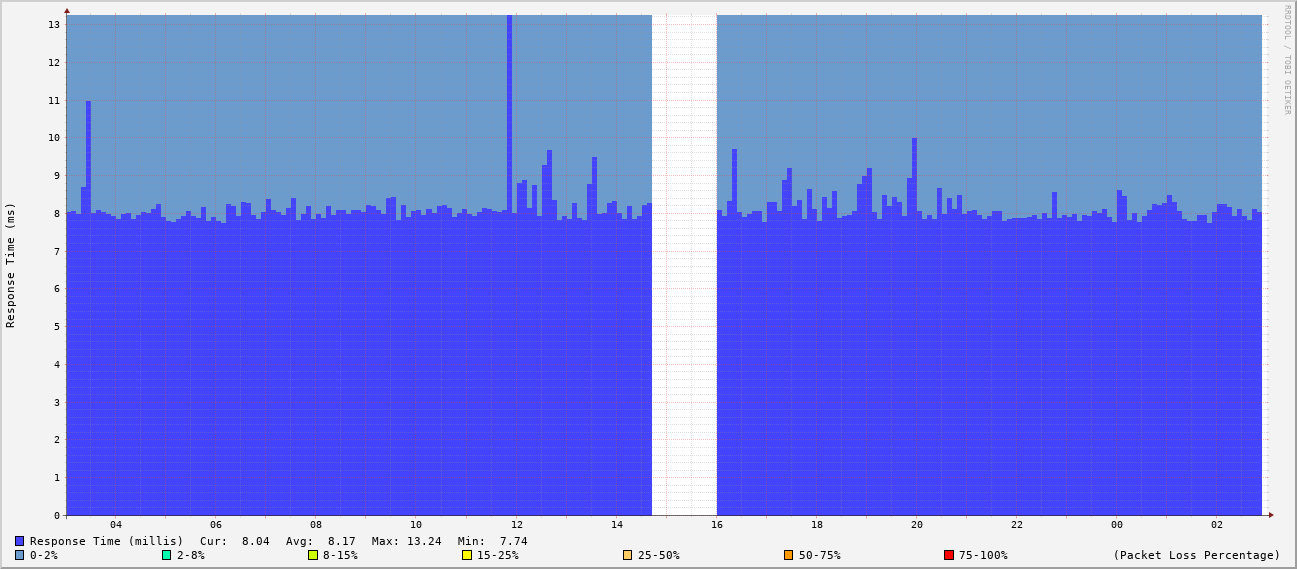 RRDTOOL / TOBI OETIKER
Response Time (ms)
13
12
11
10
9
8
7
6
5
4
3
2
1
0
04 06 08 10 12 14 16 18 20 22 00 02
Response Time (millis) Cur: 8.04 Avg: 8.17 Max: 13.24 Min: 7.74
0-2% 2-8% 8-15% 15-25% 25-50% 50-75% 75-100% (Packet Loss Percentage)